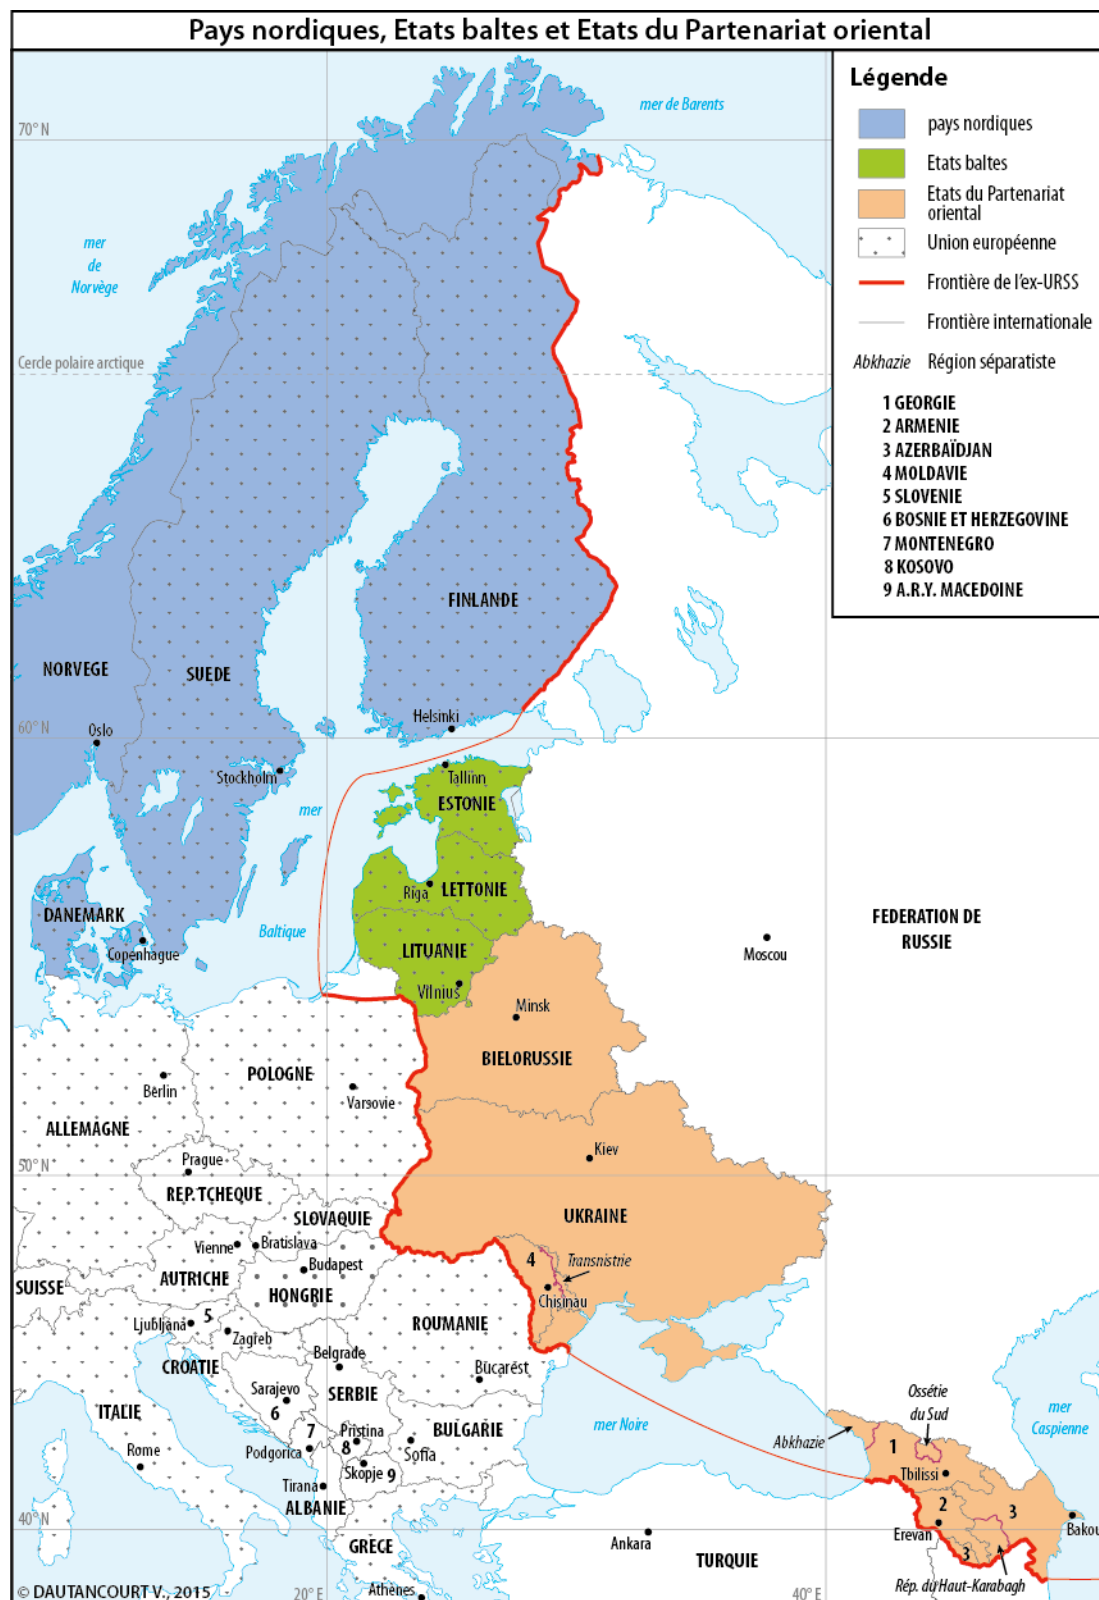 Pays nordiques, Etats baltes et Etats du Partenariat oriental
Légende
pays nordiques
Etats baltes
Etats du Partenariat
oriental
Union européenne
Frontière de l'ex-URSS
Frontière internationale
Abkhazie Région séparatiste
1 GEORGIE
2 ARMENIE
3 AZERBAÏDJAN
4 MOLDAVIE
5 SLOVENIE
6 BOSNIE ET HERZEGOVINE
7 MONTENEGRO
8 KOSOVO
9 A.R.Y. MACEDOINE
mer de Barents
70° N
mer
de
Norvège
Cercle polaire arctique
FINLANDE
NORVEGE
SUEDE
Helsinki
60° N
Oslo
Stockholm
Tallinn
mer
ESTONIE
Riga
LETTONIE
DANEMARK
Baltique
Copenhague
LITUANIE
Vilnius
FEDERATION DE
RUSSIE
Moscou
Minsk
BIELORUSSIE
POLOGNE
Berlin
Varsovie
ALLEMAGNE
Kiev
Prague
50° N
REP. TCHEQUE
SLOVAQUIE
UKRAINE
Vienne
Bratislava
4
Transnistrie
Budapest
AUTRICHE
SUISSE
HONGRIE
Chişinau
5
Ljubljana
Zagreb
ROUMANIE
Belgrade
CROATIE
Bucarest
Sarajevo
SERBIE
6
ITALIE
Ossétie
du Sud
mer
Caspienne
mer Noire
7
Pristina
BULGARIE
Abkhazie
1
Rome
Podgorica
8
Sofia
Skopje
9
Tbilissi
Tirana
ALBANIE
2
3
40° N
Erevan
Bakou
Ankara
GRECE
TURQUIE
3
Rép. du Haut-Karabagh
Athènes
© DAUTANCOURT V., 2015
20° E
40° E